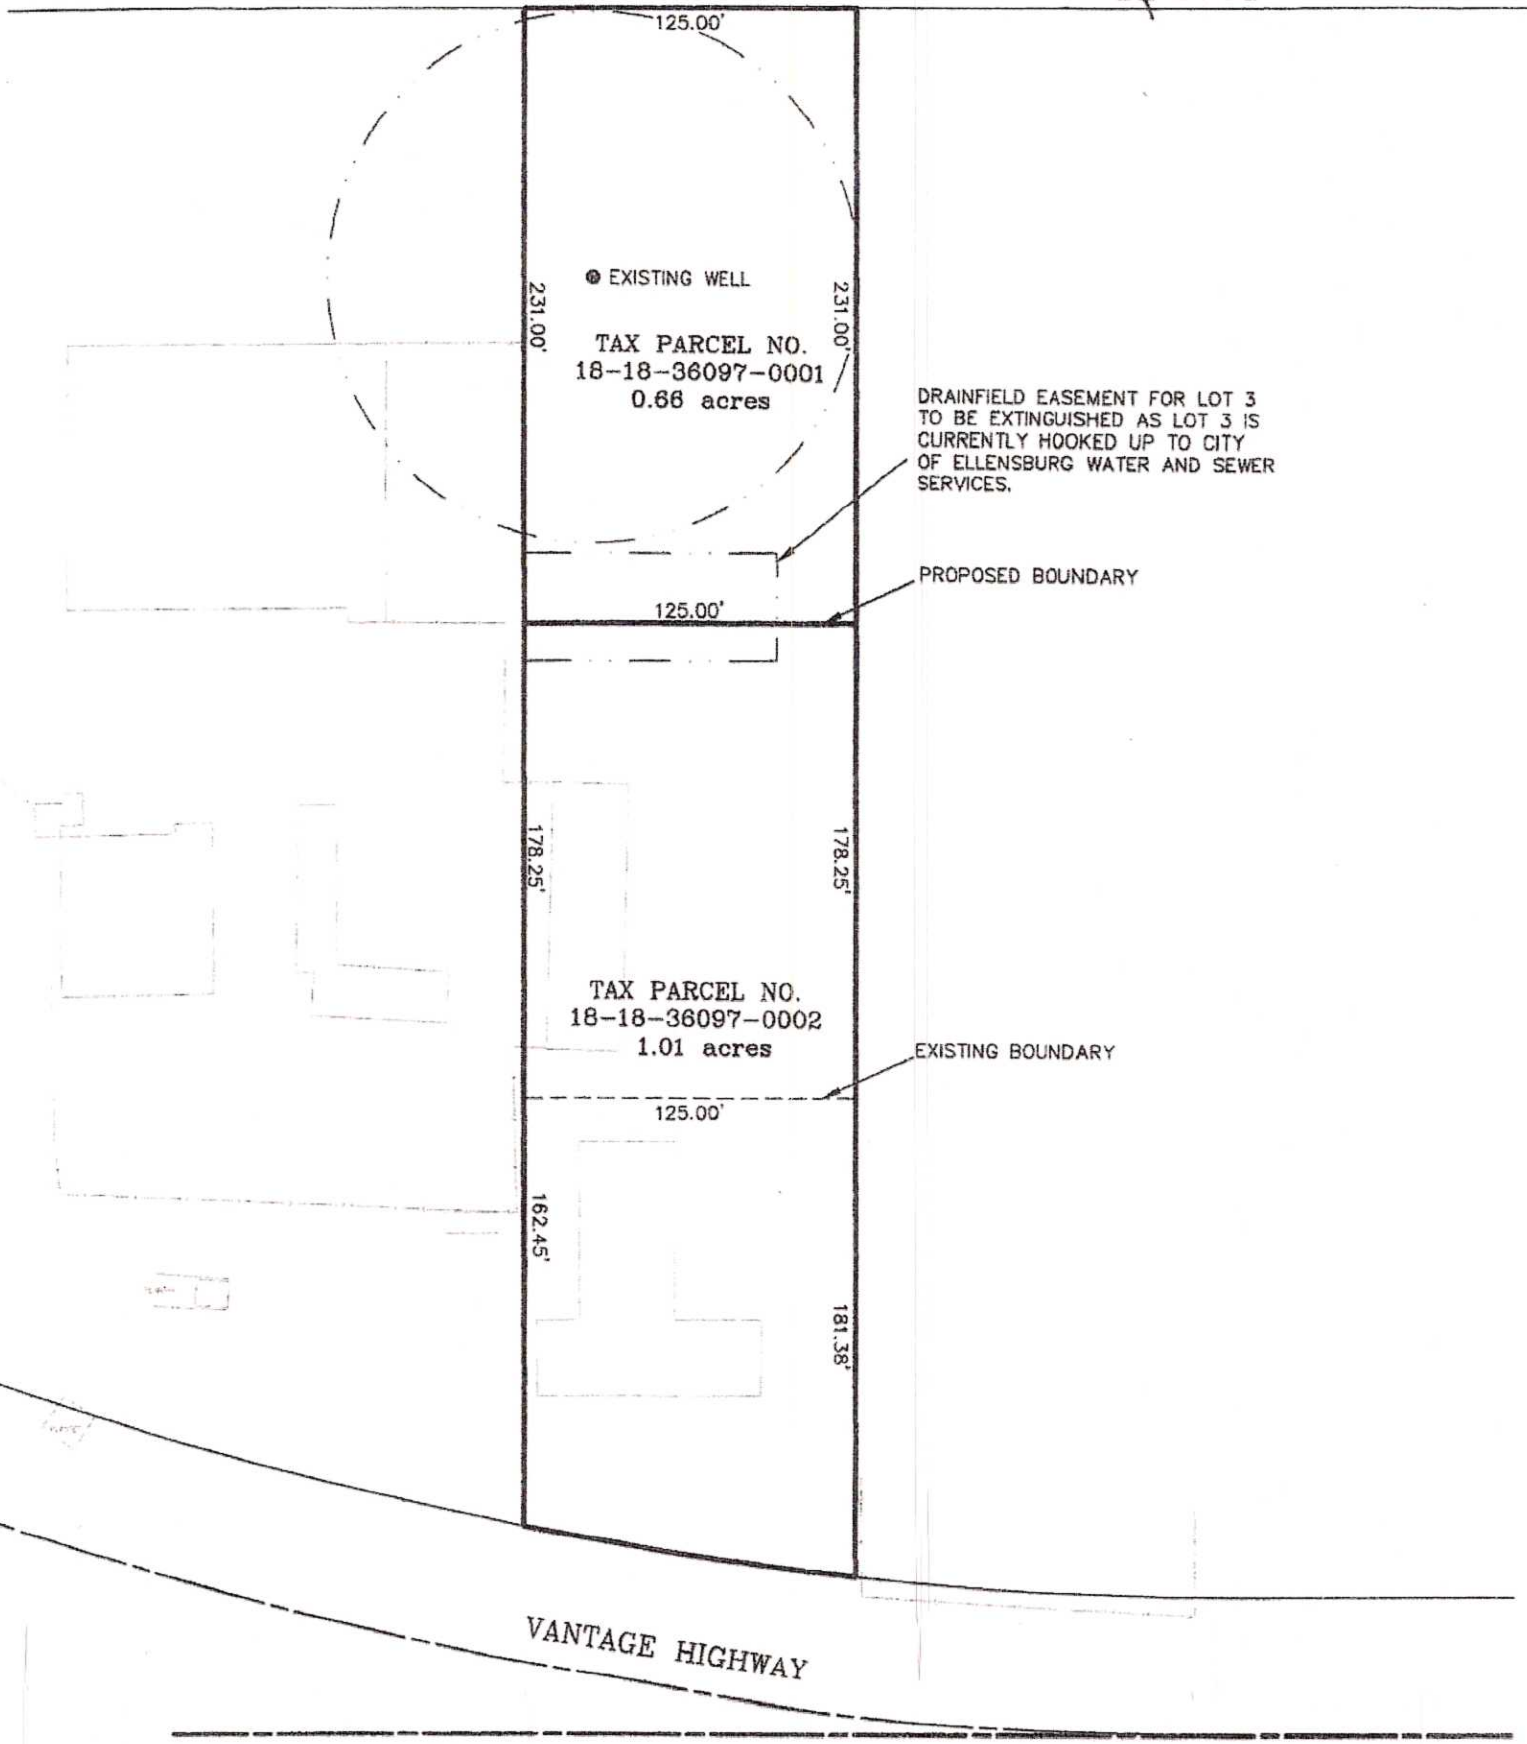 125.00'
EXISTING WELL
231.00'
231.00'
TAX PARCEL NO.
18-18-36097-0001
0.66 acres
DRAINFIELD EASEMENT FOR LOT 3
TO BE EXTINGUISHED AS LOT 3 IS
CURRENTLY HOOKED UP TO CITY
OF ELLENSBURG WATER AND SEWER
SERVICES.
PROPOSED BOUNDARY
125.00'
178.25'
178.25'
TAX PARCEL NO.
18-18-36097-0002
1.01 acres
EXISTING BOUNDARY
125.00'
162.45'
181.38'
VANTAGE HIGHWAY